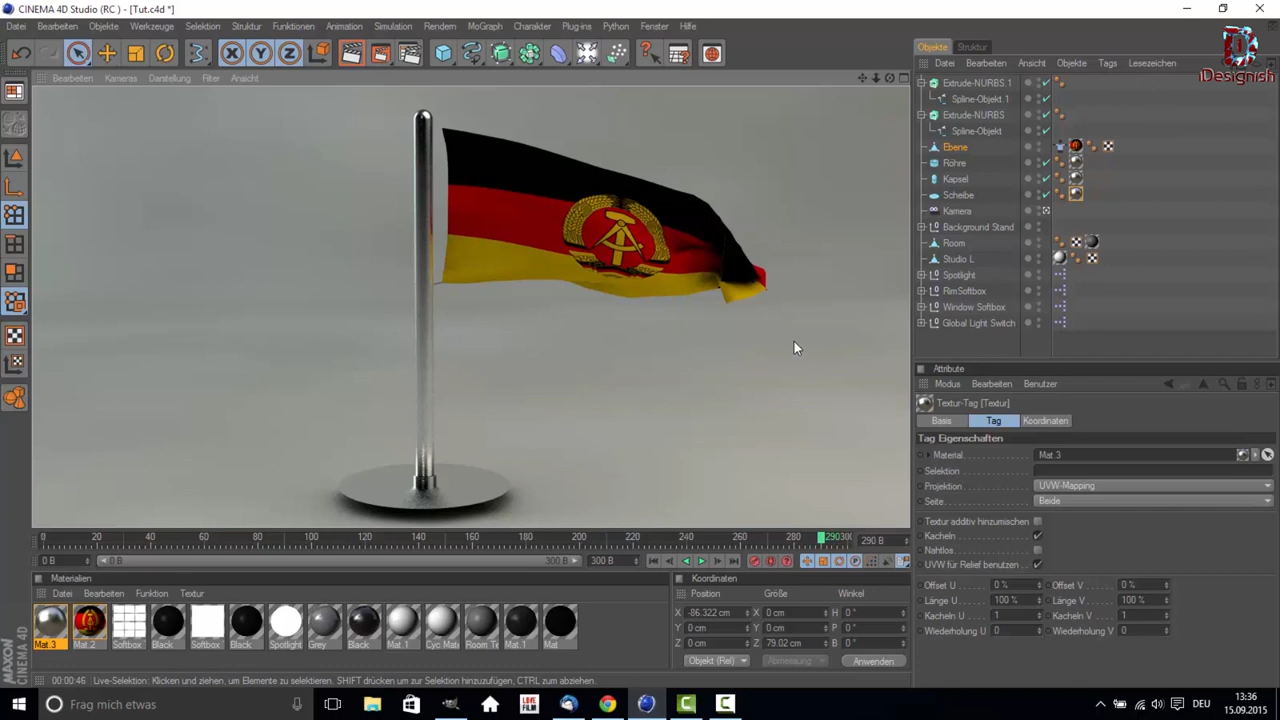 CINEMA 4D Studio (RC ) - [Tut.c4d *]
Datei Bearbeiten Objekte Werkzeuge Selektion Struktur Funktionen Animation Simulation Rendern MoGraph Charakter Plug-ins Python Fenster Hilfe
iDesignish
Bearbeiten Kameras Darstellung Filter Ansicht
Objekte Struktur
Datei Bearbeiten Ansicht Objekte Tags Lesezeichen
Extrude-NURBS.1
Spline-Objekt.1
Extrude-NURBS
Spline-Objekt
Ebene
Röhre
Kapsel
Scheibe
Kamera
Background Stand
Room
Studio L
Spotlight
RimSoftbox
Window Softbox
Global Light Switch
Attribute
Modus Bearbeiten Benutzer
Textur-Tag [Textur]
Basis Tag Koordinaten
Tag Eigenschaften
Material Mat.3
Selektion
Projektion UVW-Mapping
Seite Beide
Textur additiv hinzumischen
Kacheln
Nahtlos
UVW für Relief benutzen
Offset U 0 % Offset V 0 %
Länge U 100 % Länge V 100 %
Kacheln U 1 Kacheln V 1
Wiederholung U 0 Wiederholung V 0
0 20 40 60 80 100 120 140 160 180 200 220 240 260 280 290300 290 B
0 B 0 B 300 B 300 B
Materialien
Datei Bearbeiten Funktion Textur
Mat.3 Mat.2 Softbox Black Softbox Black Spotlight Grey Black Mat.1 Cyc Mate Room Te Mat.1 Mat
Koordinaten
Position Größe Winkel
X -86.322 cm X 0 cm H 0 °
Y 0 cm Y 0 cm P 0 °
Z 0 cm Z 79.02 cm B 0 °
Objekt (Rel) Abmessung Anwenden
MAXON
CINEMA 4D
00:00:46 Live-Selektion: Klicken und ziehen, um Elemente zu selektieren. SHIFT drücken um zur Selektion hinzuzufügen, CTRL zum abziehen.
Frag mich etwas
LOVE
FILM
DEU
13:36
15.09.2015